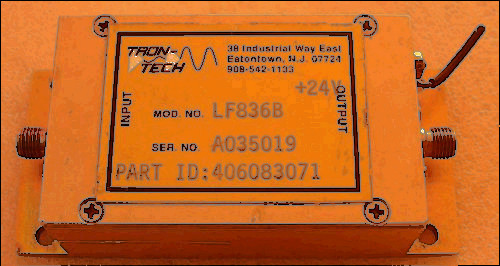 TRON-TECH
38 Industrial Way East
Eatontown, N.J. 07724
908-542-1133
+24V
INPUT
OUTPUT
MOD. NO. LF836B
SER. NO. A035019
PART ID:406083071